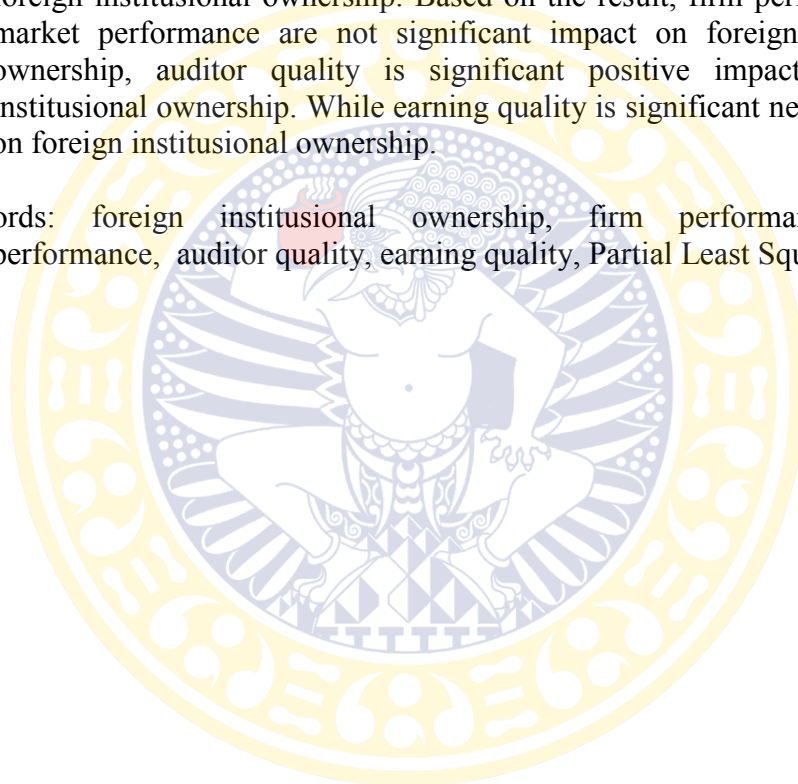 foreign institusional ownership. Based on the result, firm per
market performance are not significant impact on foreign
ownership, auditor quality is significant positive impact
institusional ownership. While earning quality is significant ne
on foreign institusional ownership.
ords: foreign institusional ownership, firm performa
performance, auditor quality, earning quality, Partial Least Squ